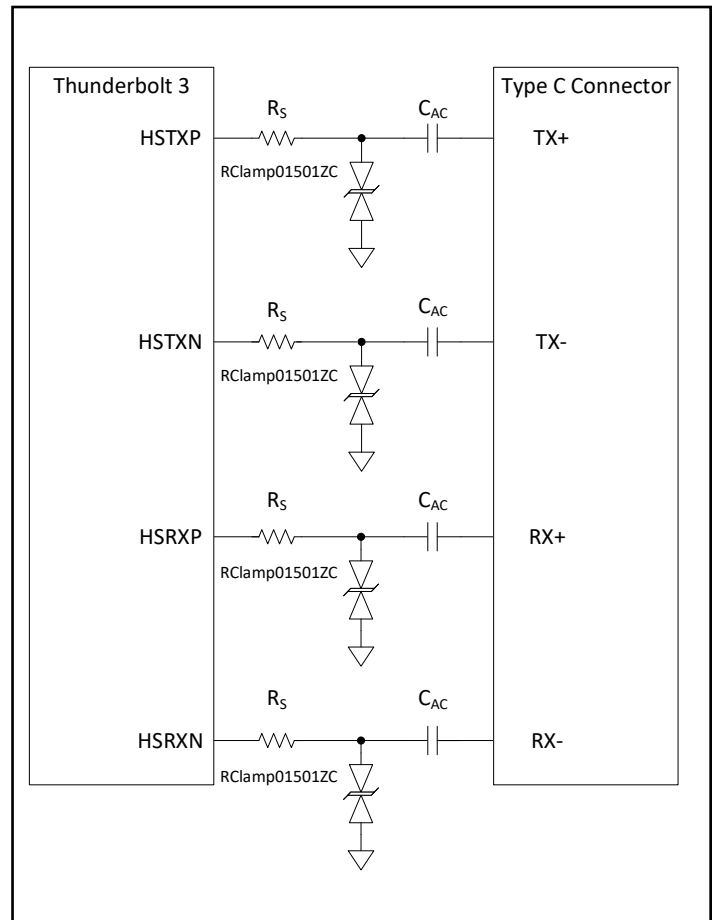 Thunderbolt 3
Type C Connector
R_S
C_AC
HSTXP
TX+
RClamp01501ZC
R_S
C_AC
HSTXN
TX-
RClamp01501ZC
R_S
C_AC
HSRXP
RX+
RClamp01501ZC
R_S
C_AC
HSRXN
RX-
RClamp01501ZC